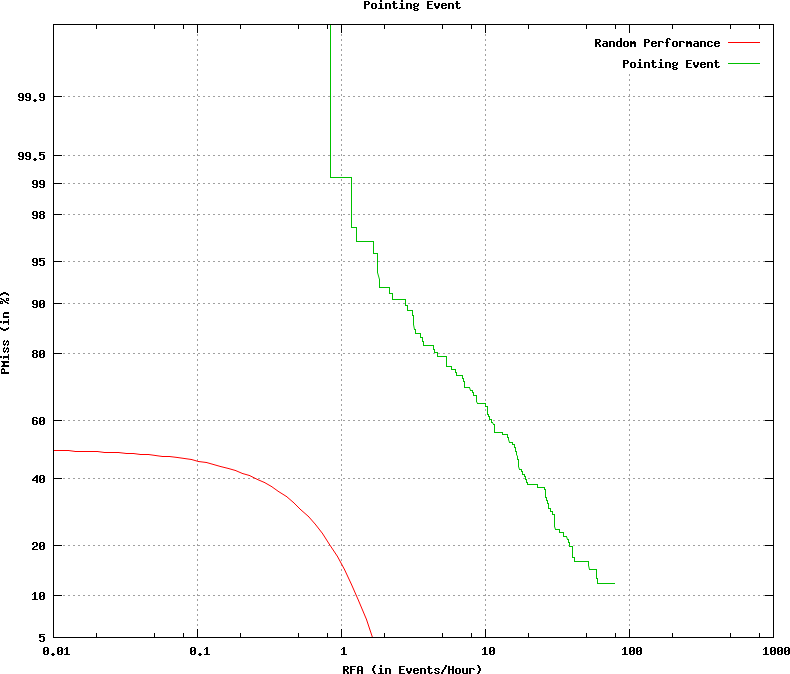 Pointing Event
Random Performance
Pointing Event
99.9
99.5
99
98
95
90
80
60
40
20
10
5
PMiss (in %)
0.01 0.1 1 10 100 1000
RFA (in Events/Hour)